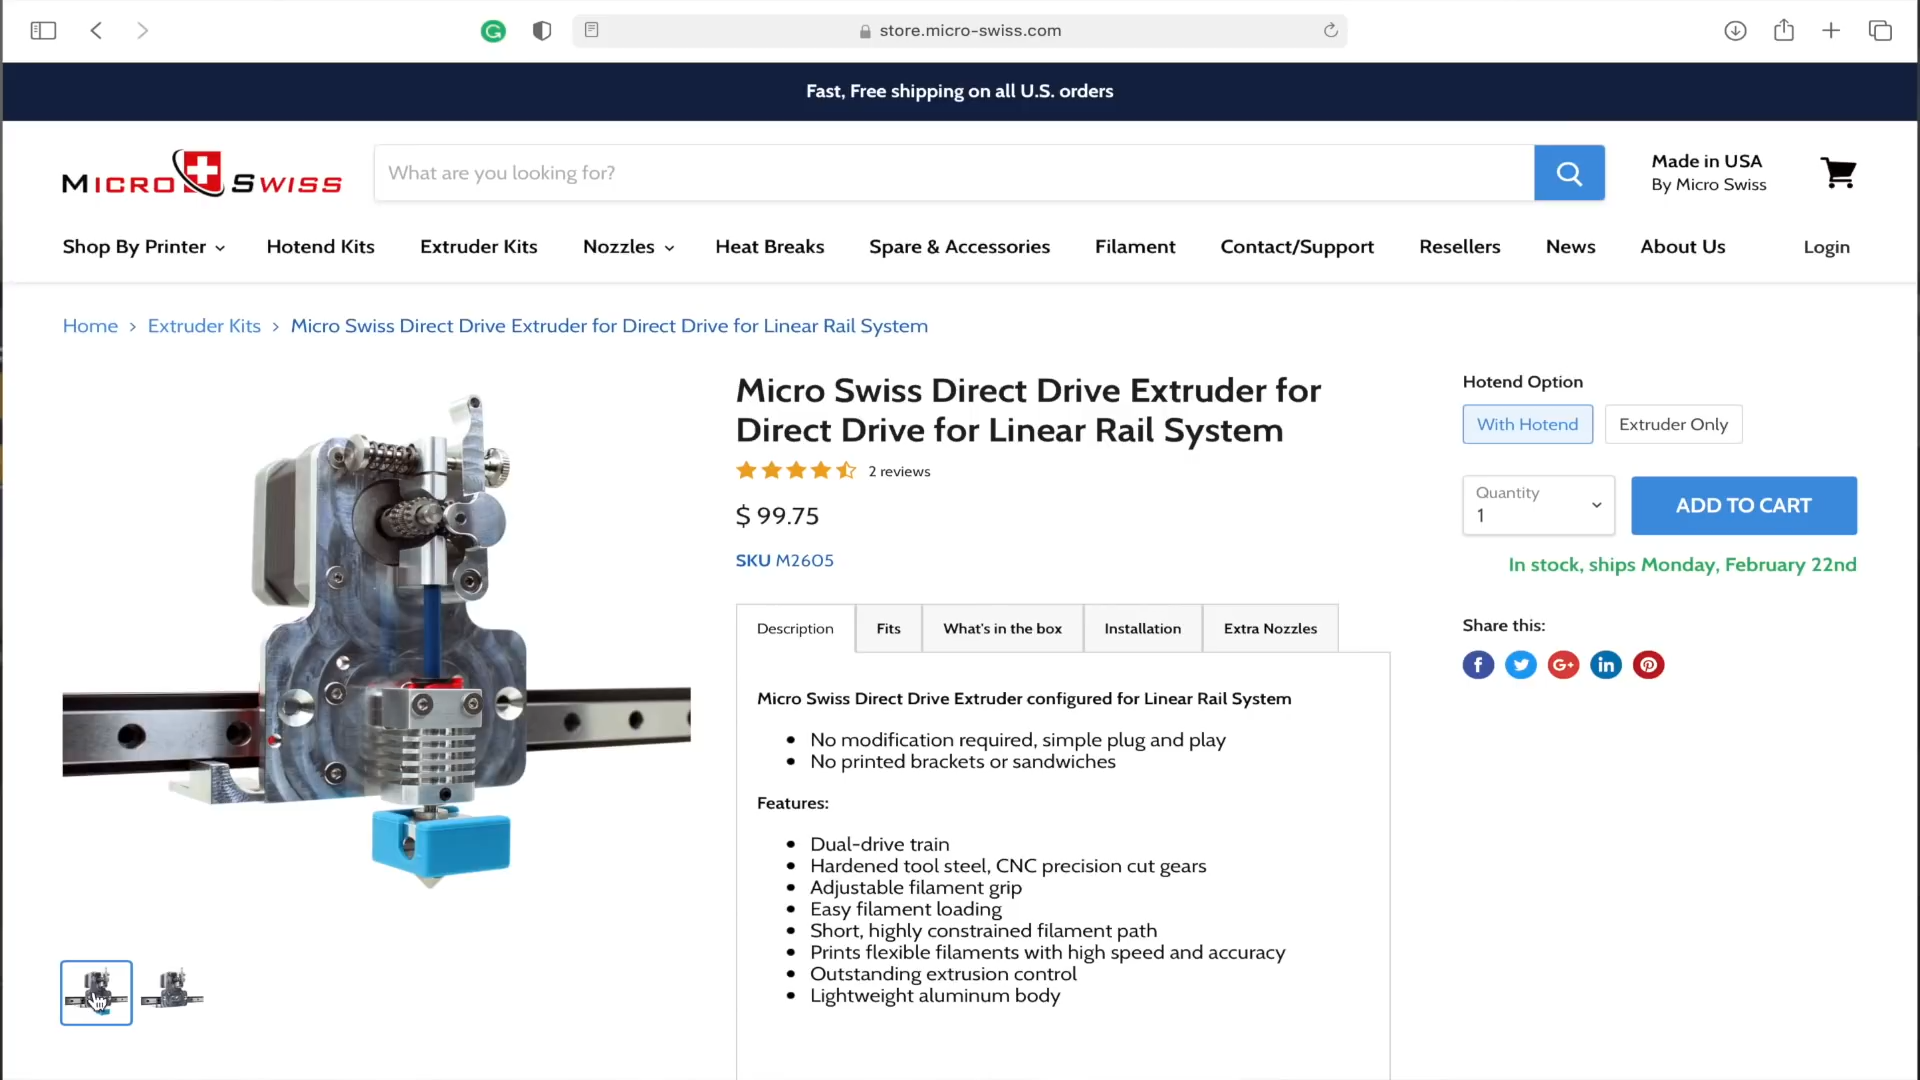 store.micro-swiss.com
Fast, Free shipping on all U.S. orders
MICRO SWISS
What are you looking for?
Made in USA
By Micro Swiss
Shop By Printer
Hotend Kits
Extruder Kits
Nozzles
Heat Breaks
Spare & Accessories
Filament
Contact/Support
Resellers
News
About Us
Login
Home > Extruder Kits > Micro Swiss Direct Drive Extruder for Direct Drive for Linear Rail System
Micro Swiss Direct Drive Extruder for
Direct Drive for Linear Rail System
2 reviews
$ 99.75
SKU M2605
Description
Fits
What's in the box
Installation
Extra Nozzles
Micro Swiss Direct Drive Extruder configured for Linear Rail System
• No modification required, simple plug and play
• No printed brackets or sandwiches
Features:
• Dual-drive train
• Hardened tool steel, CNC precision cut gears
• Adjustable filament grip
• Easy filament loading
• Short, highly constrained filament path
• Prints flexible filaments with high speed and accuracy
• Outstanding extrusion control
• Lightweight aluminum body
Hotend Option
With Hotend
Extruder Only
Quantity
1
ADD TO CART
In stock, ships Monday, February 22nd
Share this: